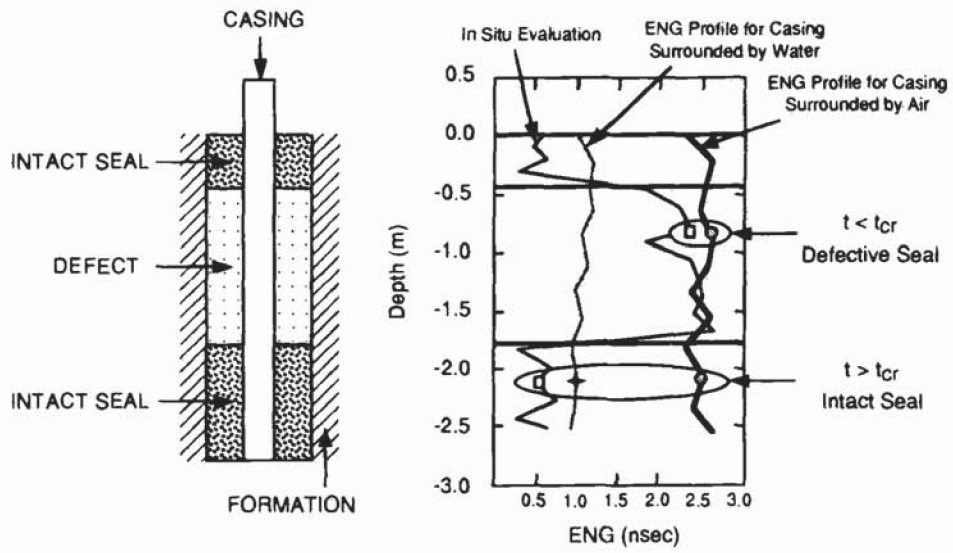 CASING
INTACT SEAL
DEFECT
INTACT SEAL
FORMATION
In Situ Evaluation
ENG Profile for Casing
Surrounded by Water
ENG Profile for Casing
Surrounded by Air
0.5
0.0
-0.5
-1.0
-1.5
-2.0
-2.5
-3.0
Depth (m)
t < tcr
Defective Seal
t > tcr
Intact Seal
0.5 1.0 1.5 2.0 2.5 3.0
ENG (nsec)